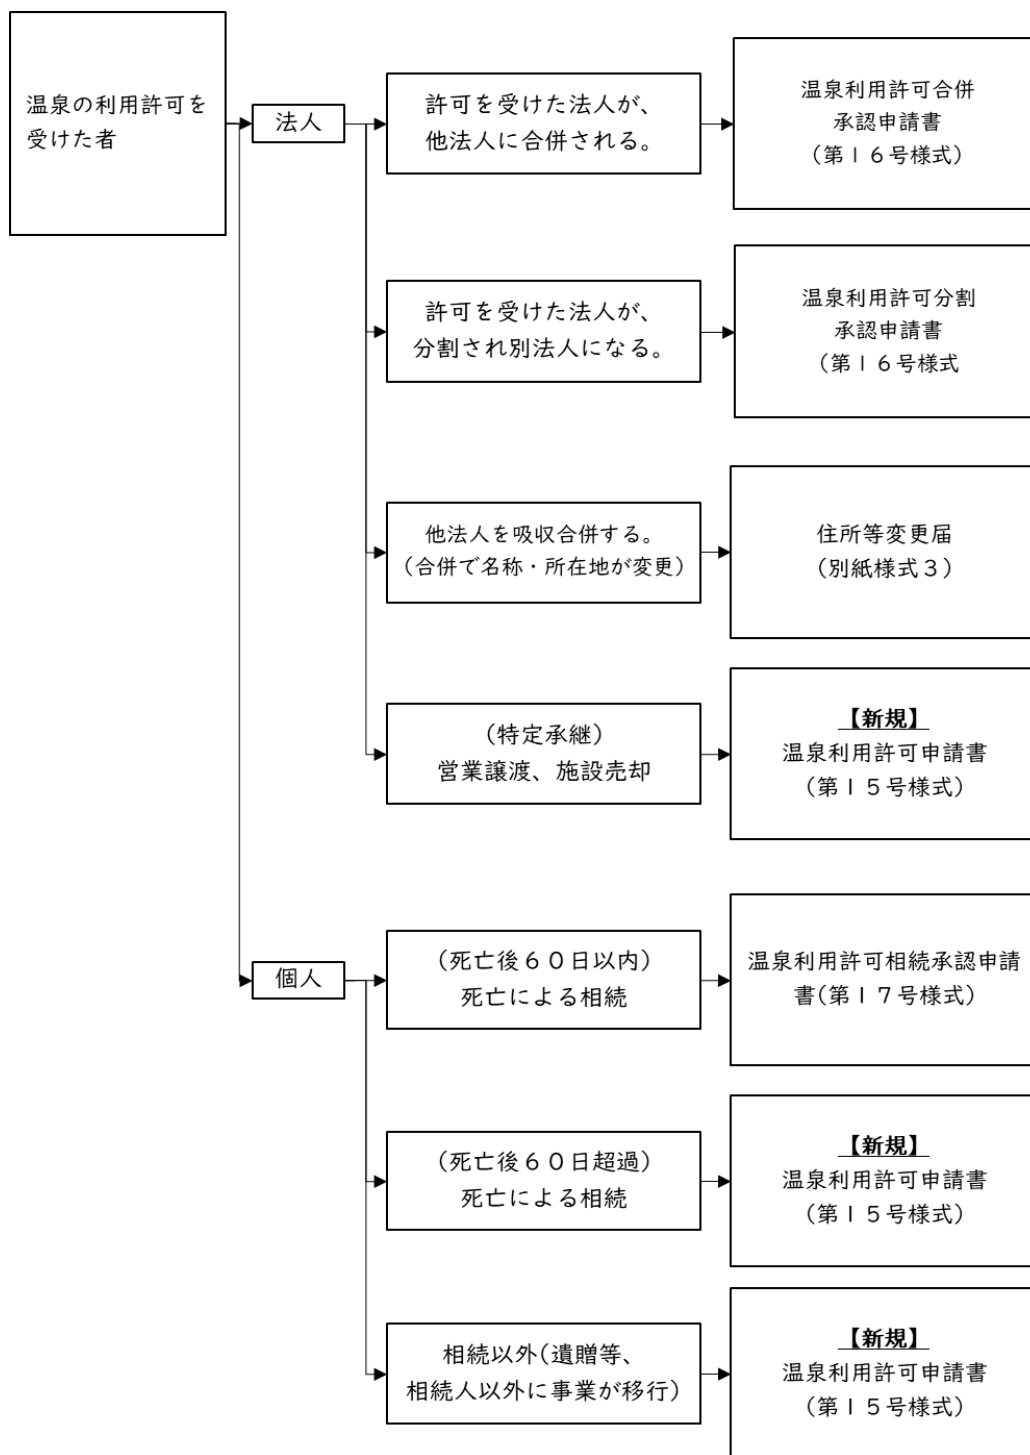 温泉の利用許可を
受けた者
法人
許可を受けた法人が、
他法人に合併される。
温泉利用許可合併
承認申請書
（第１６号様式）
許可を受けた法人が、
分割され別法人になる。
温泉利用許可分割
承認申請書
（第１６号様式
他法人を吸収合併する。
（合併で名称・所在地が変更）
住所等変更届
（別紙様式３）
（特定承継）
営業譲渡、施設売却
【新規】
温泉利用許可申請書
（第１５号様式）
個人
（死亡後６０日以内）
死亡による相続
温泉利用許可相続承認申請
書（第１７号様式）
（死亡後６０日超過）
死亡による相続
【新規】
温泉利用許可申請書
（第１５号様式）
相続以外（遺贈等、
相続人以外に事業が移行）
【新規】
温泉利用許可申請書
（第１５号様式）